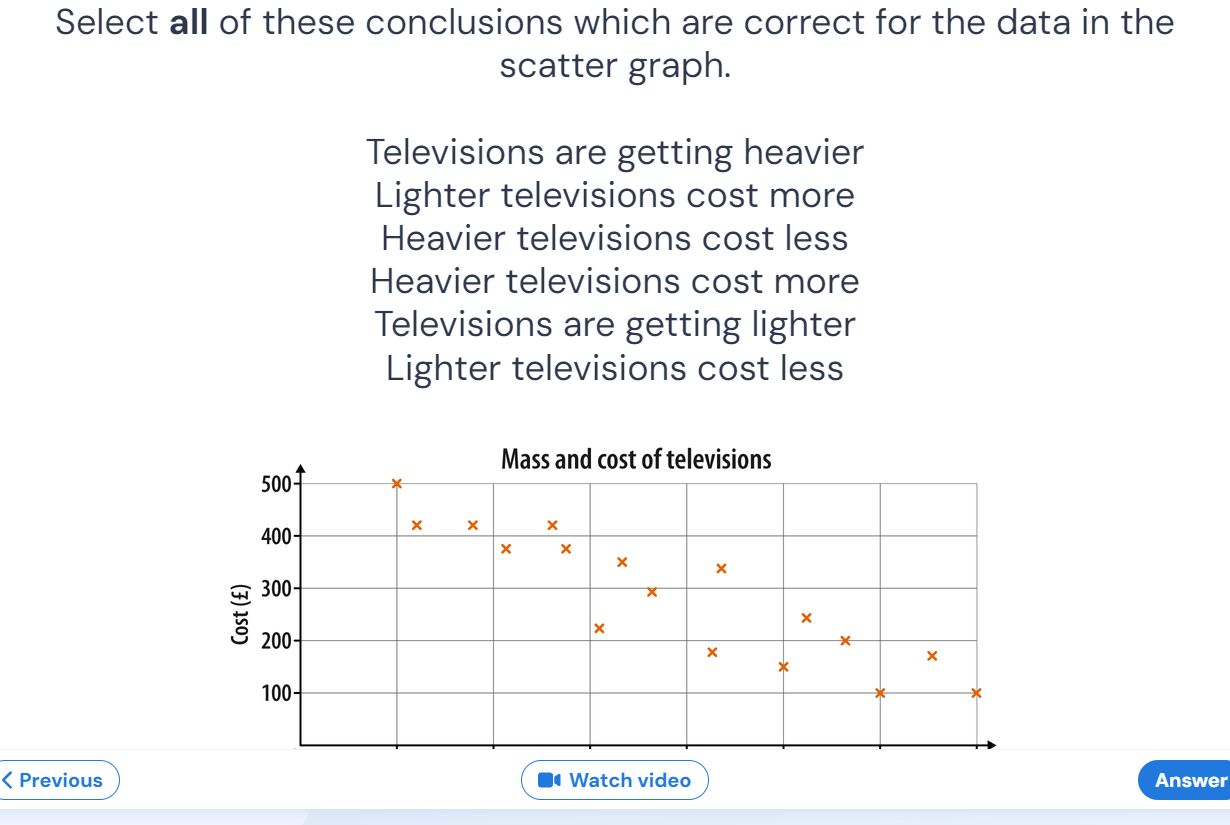 Select all of these conclusions which are correct for the data in the
scatter graph.
Televisions are getting heavier
Lighter televisions cost more
Heavier televisions cost less
Heavier televisions cost more
Televisions are getting lighter
Lighter televisions cost less
Mass and cost of televisions
500
400
300
200
100
Cost (£)
Previous
Watch video
Answer